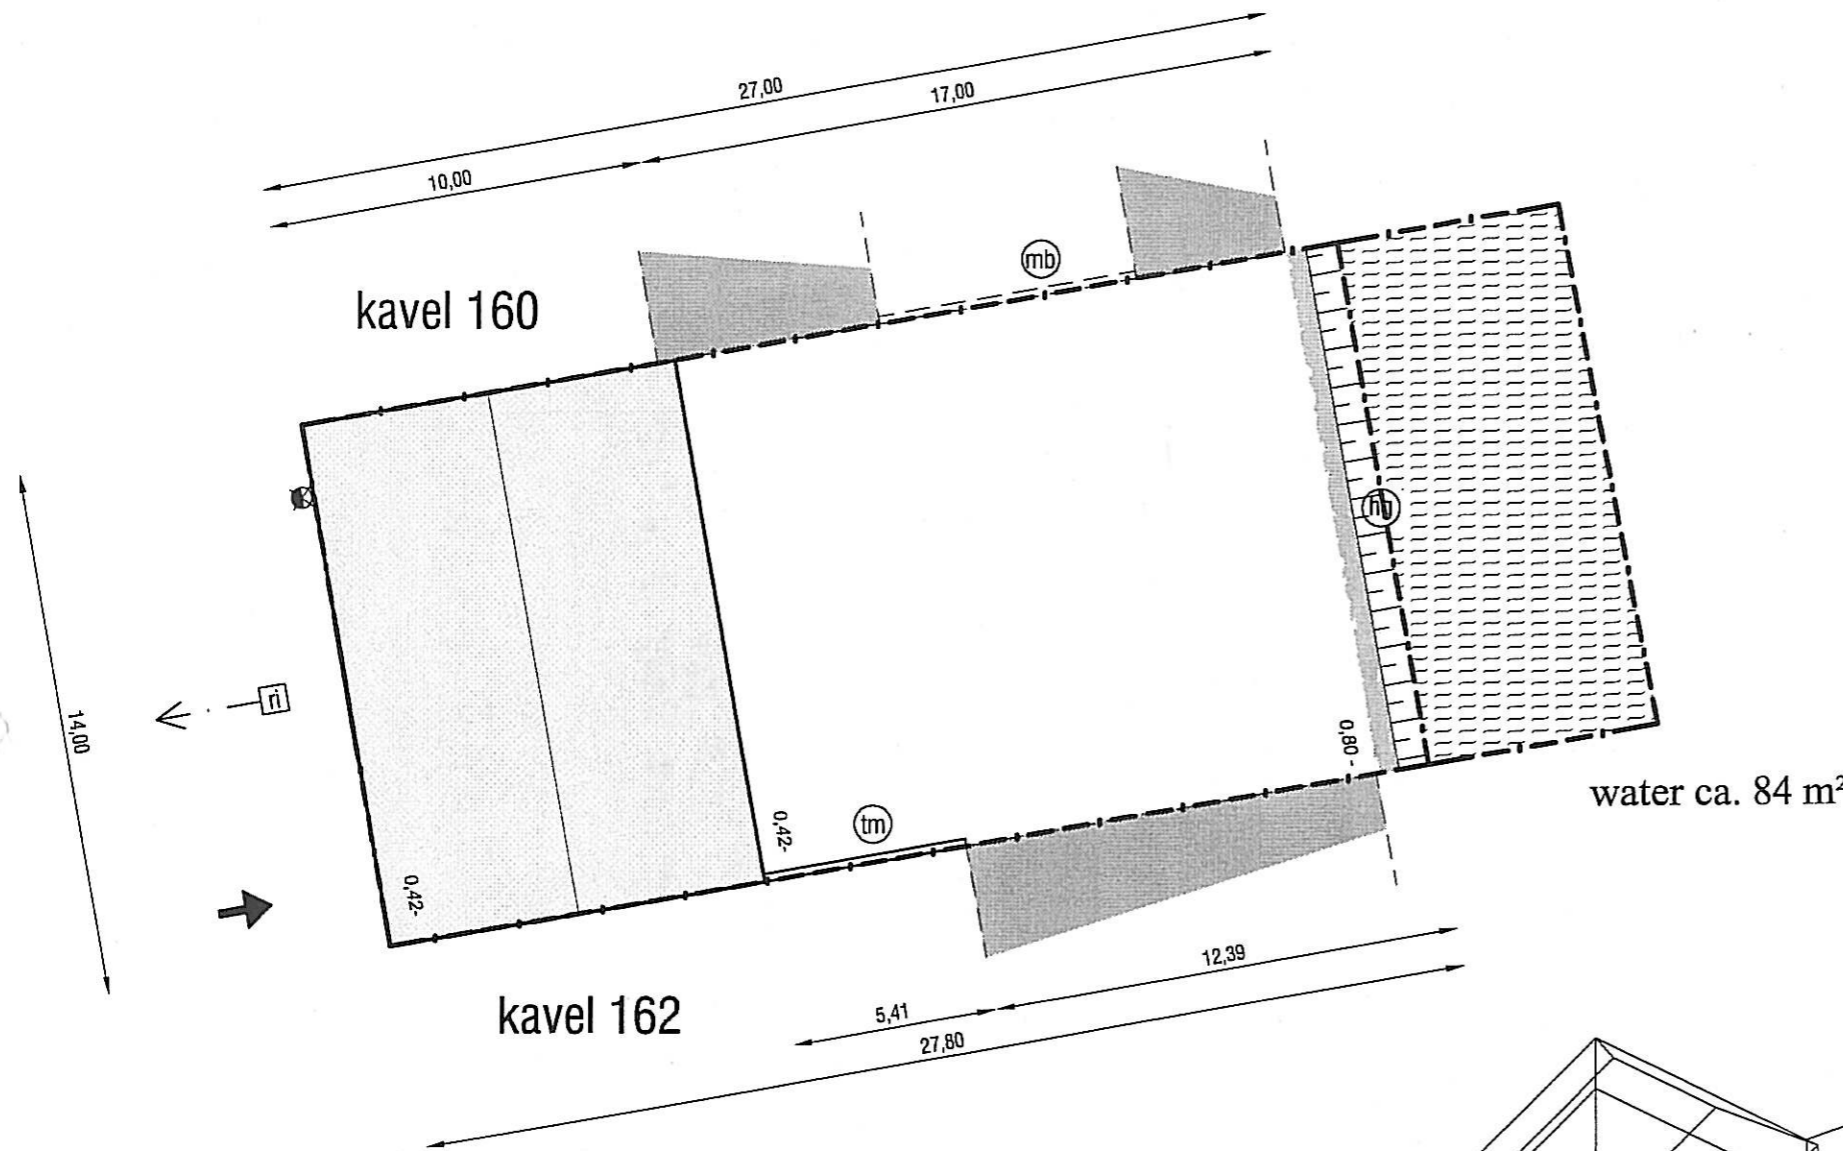 27,00
17,00
10,00
mb
kavel 160
hb
ri
14,00
0,80-
water ca. 84 m²
tm
0,42-
0,42-
12,39
kavel 162
5,41
27,80